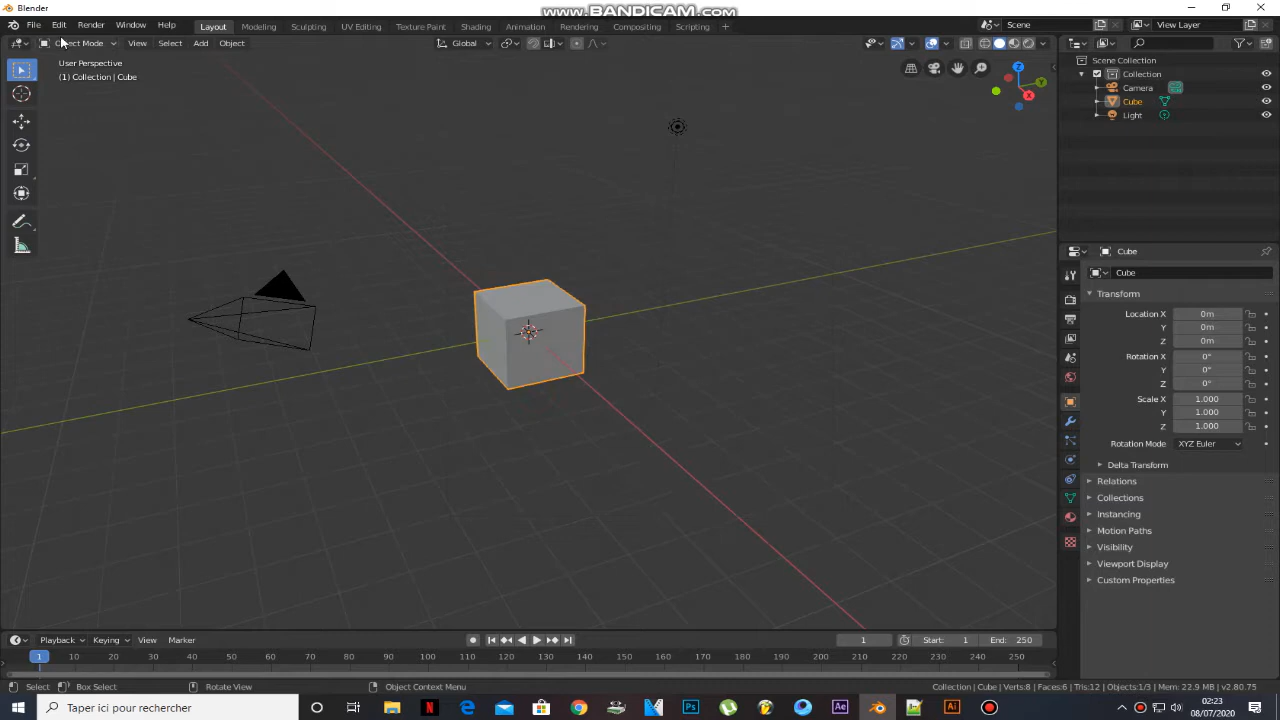 Blender
www.BANDICAM.com
File Edit Render Window Help
Layout Modeling Sculpting UV Editing Texture Paint Shading Animation Rendering Compositing Scripting +
Scene
View Layer
Object Mode View Select Add Object
Global
User Perspective
(1) Collection | Cube
Z
Y
X
Scene Collection
Collection
Camera
Cube
Light
Cube
Cube
Transform
Location X 0m
Y 0m
Z 0m
Rotation X 0°
Y 0°
Z 0°
Scale X 1.000
Y 1.000
Z 1.000
Rotation Mode XYZ Euler
Delta Transform
Relations
Collections
Instancing
Motion Paths
Visibility
Viewport Display
Custom Properties
Playback Keying View Marker
1 Start: 1 End: 250
1 10 20 30 40 50 60 70 80 90 100 110 120 130 140 150 160 170 180 190 200 210 220 230 240 250
Select Box Select Rotate View Object Context Menu
Collection | Cube | Verts:8 | Faces:6 | Tris:12 | Objects:1/3 | Mem: 22.9 MB | v2.80.75
Taper ici pour rechercher
N
Ps
Ae
Ai
02:23
08/07/2020